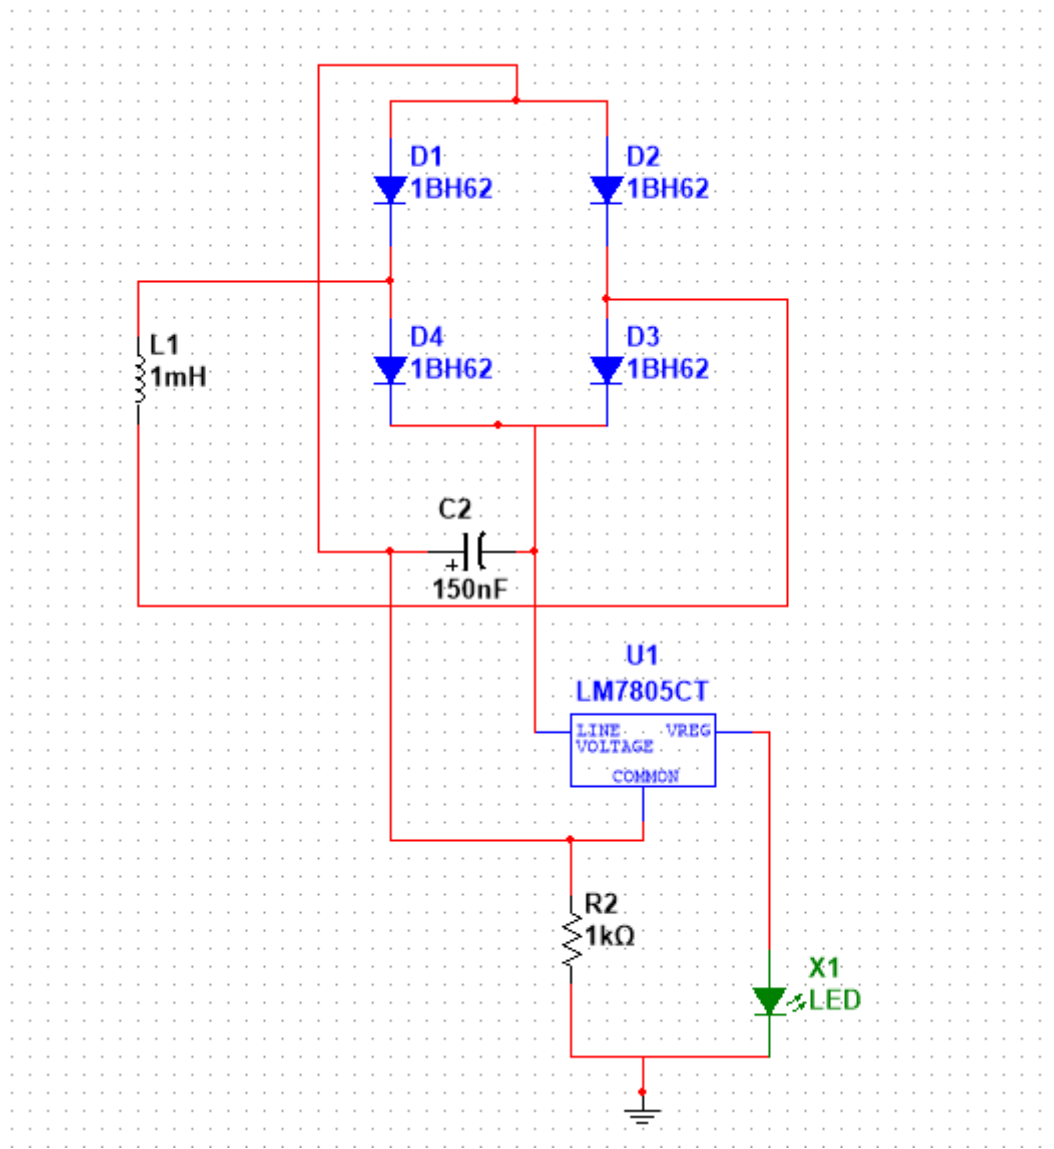 D1
1BH62
D2
1BH62
L1
1mH
D4
1BH62
D3
1BH62
C2
+
150nF
U1
LM7805CT
LINE VREG
VOLTAGE
COMMON
R2
1kΩ
X1
LED